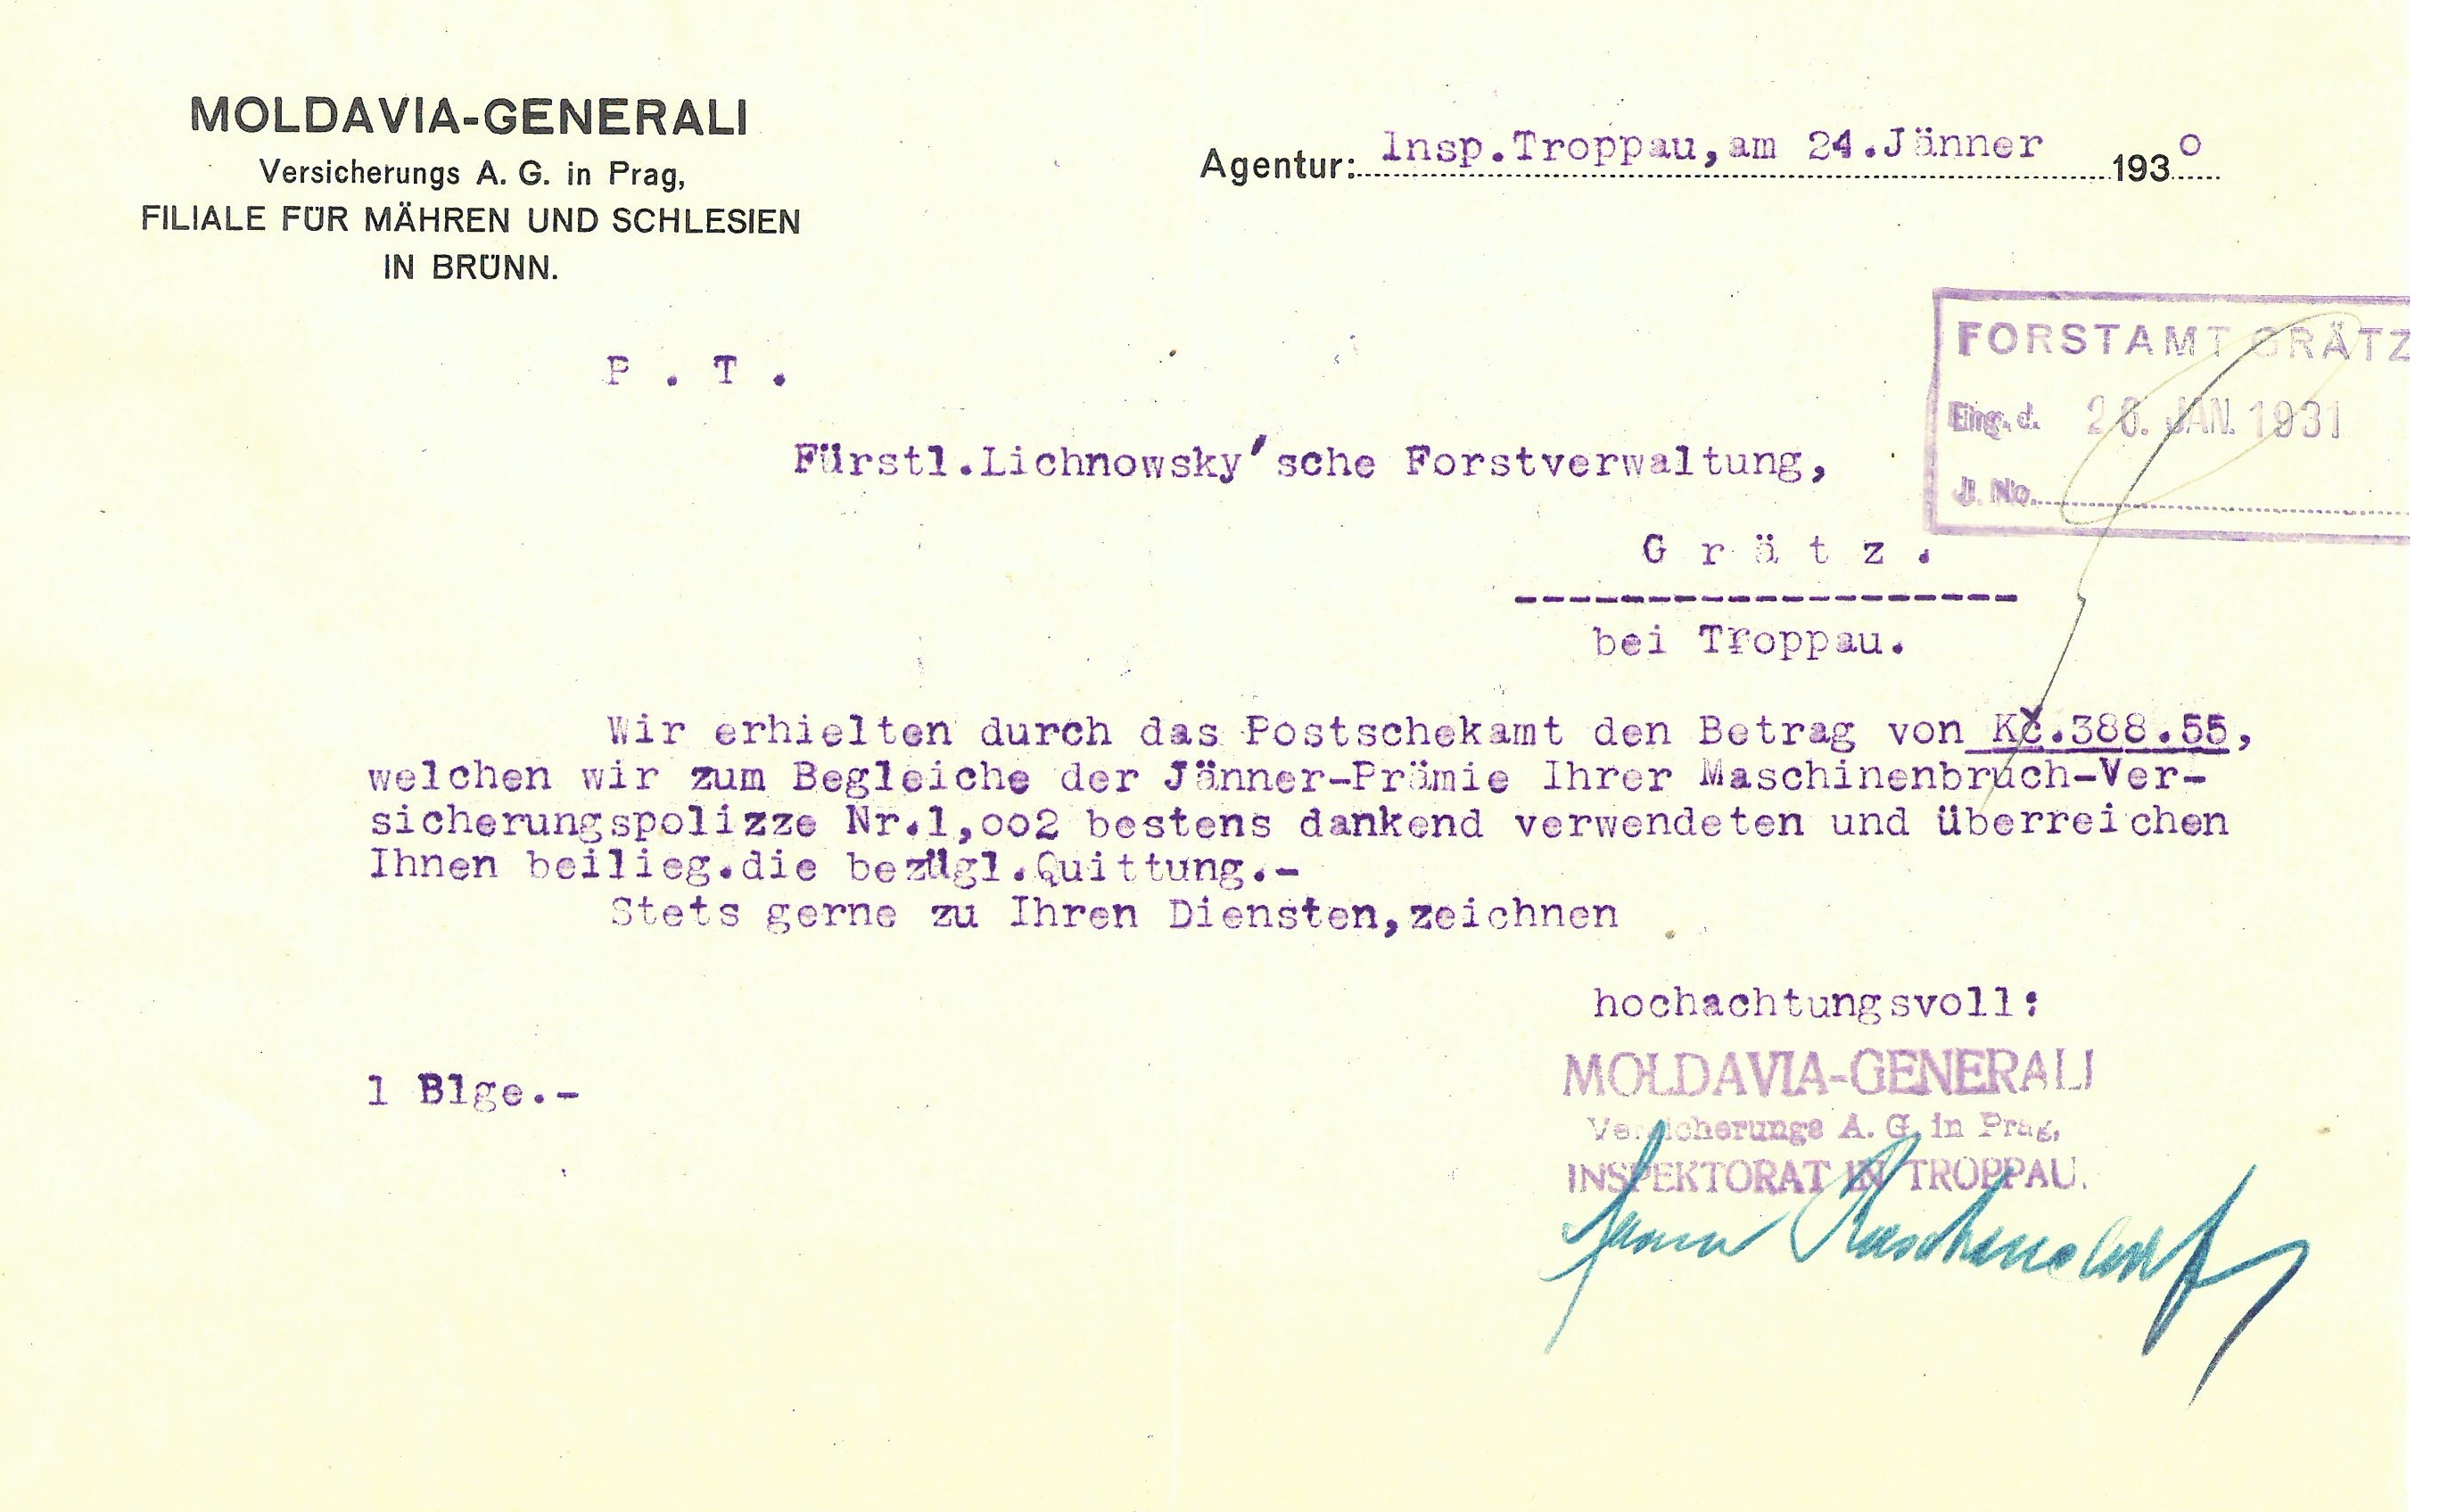 MOLDAVIA-GENERALI
Versicherungs A. G. in Prag,
FILIALE FÜR MÄHREN UND SCHLESIEN
IN BRÜNN.
Agentur: Insp.Troppau,am 24.Jänner 193o
FORSTAMT GRÄTZ
Eing. d. 26. JAN. 1931
J. No.
P . T .
Fürstl.Lichnowsky'sche Forstverwaltung,
G r ä t z .
-------------------
bei Troppau.
Wir erhielten durch das Postschekamt den Betrag von Kč.388.55,
welchen wir zum Begleiche der Jänner-Prämie Ihrer Maschinenbruch-Ver-
sicherungspolizze Nr.1,oo2 bestens dankend verwendeten und überreichen
Ihnen beilieg.die bezügl.Quittung.-
Stets gerne zu Ihren Diensten,zeichnen
hochachtungsvoll:
1 Blge.-
MOLDAVIA-GENERALI
Versicherungs A. G. in Prag,
INSPEKTORAT IN TROPPAU.